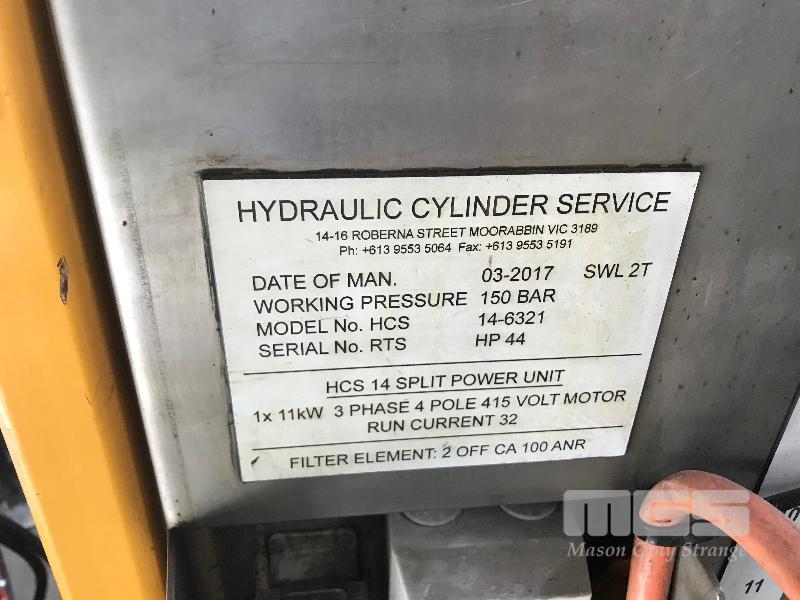 HYDRAULIC CYLINDER SERVICE
14-16 ROBERNA STREET MOORABBIN VIC 3189
Ph: +613 9553 5064 Fax: +613 9553 5191
DATE OF MAN. 03-2017 SWL 2T
WORKING PRESSURE 150 BAR
MODEL No. HCS 14-6321
SERIAL No. RTS HP 44
HCS 14 SPLIT POWER UNIT
1x 11kW 3 PHASE 4 POLE 415 VOLT MOTOR
RUN CURRENT 32
FILTER ELEMENT: 2 OFF CA 100 ANR
MGS
Mason Gray Strange
11